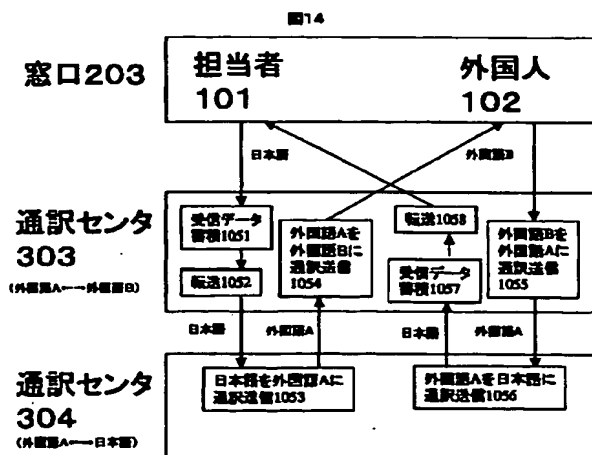 図14
窓口203
担当者
101
外国人
102
日本語
外国語B
通訳センタ
303
(外国語A←→外国語B)
受信データ
蓄積1051
転送1052
外国語Aを
外国語Bに
通訳送信
1054
転送1058
受信データ
蓄積1057
外国語Bを
外国語Aに
通訳送信
1055
日本語
外国語A
日本語
外国語A
通訳センタ
304
(外国語A←→日本語)
日本語を外国語Aに
通訳送信1053
外国語Aを日本語に
通訳送信1056